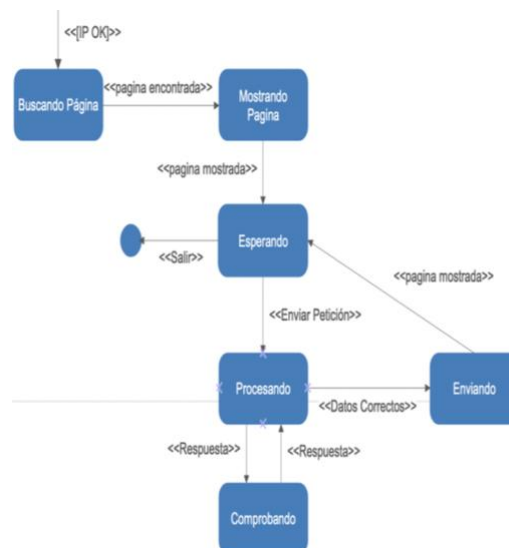 <<[IP OK]>>
<<pagina encontrada>>
Buscando Página
Mostrando
Pagina
<<pagina mostrada>>
Esperando
<<Salir>>
<<pagina mostrada>>
<<Enviar Petición>>
Procesando
Enviando
<<Datos Correctos>>
<<Respuesta>>
<<Respuesta>>
Comprobando